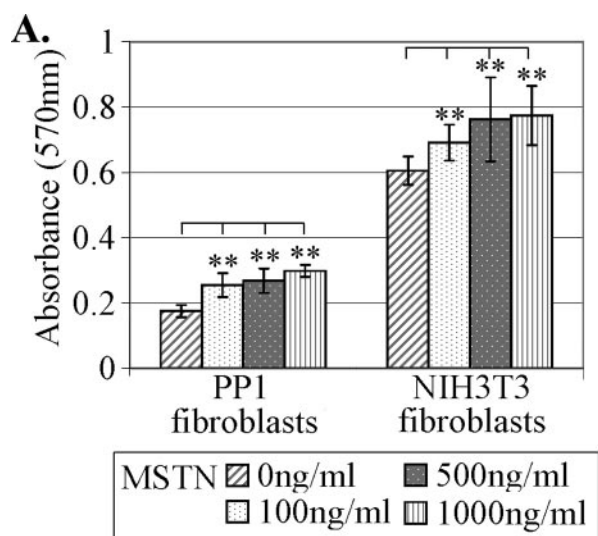 A.
Absorbance (570nm)
1
0.8
0.6
0.4
0.2
0
** ** **
** ** **
PP1
fibroblasts
NIH3T3
fibroblasts
MSTN
0ng/ml
500ng/ml
100ng/ml
1000ng/ml